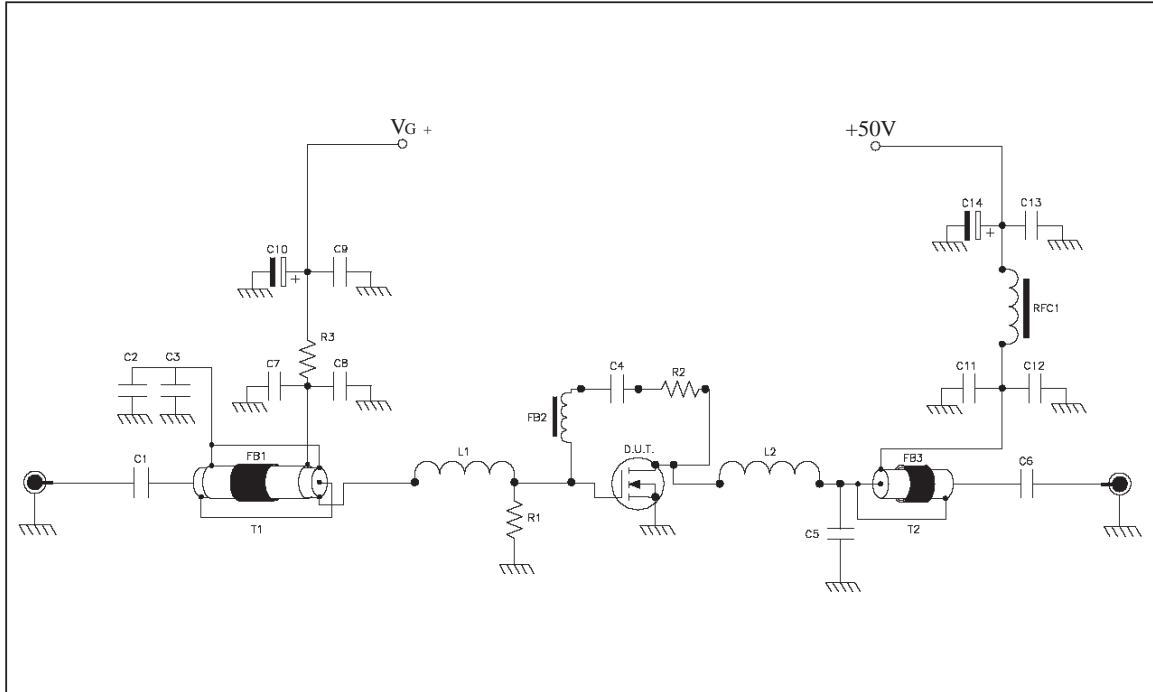 VG +
+50V
C14
C13
C10
C9
RFC1
R3
C2
C3
C7
C8
C4
R2
C11
C12
FB2
FB1
L1
D.U.T.
L2
FB3
C1
C6
T1
R1
C5
T2
+
+